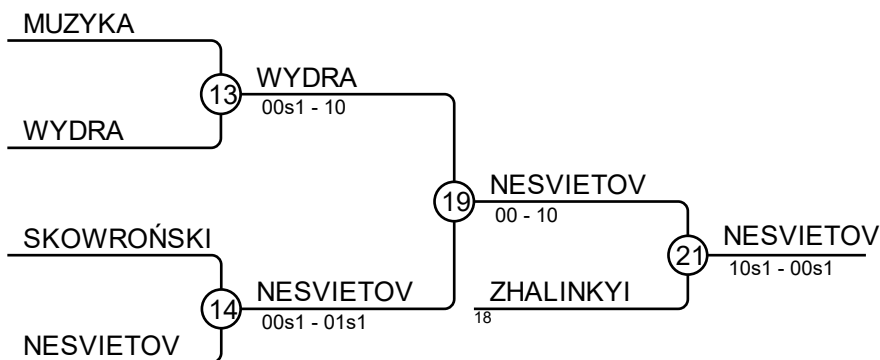 MUZYKA
13
WYDRA
00s1 - 10
WYDRA
19
NESVIETOV
00 - 10
SKOWROŃSKI
21
NESVIETOV
10s1 - 00s1
14
NESVIETOV
00s1 - 01s1
ZHALINKYI
18
NESVIETOV